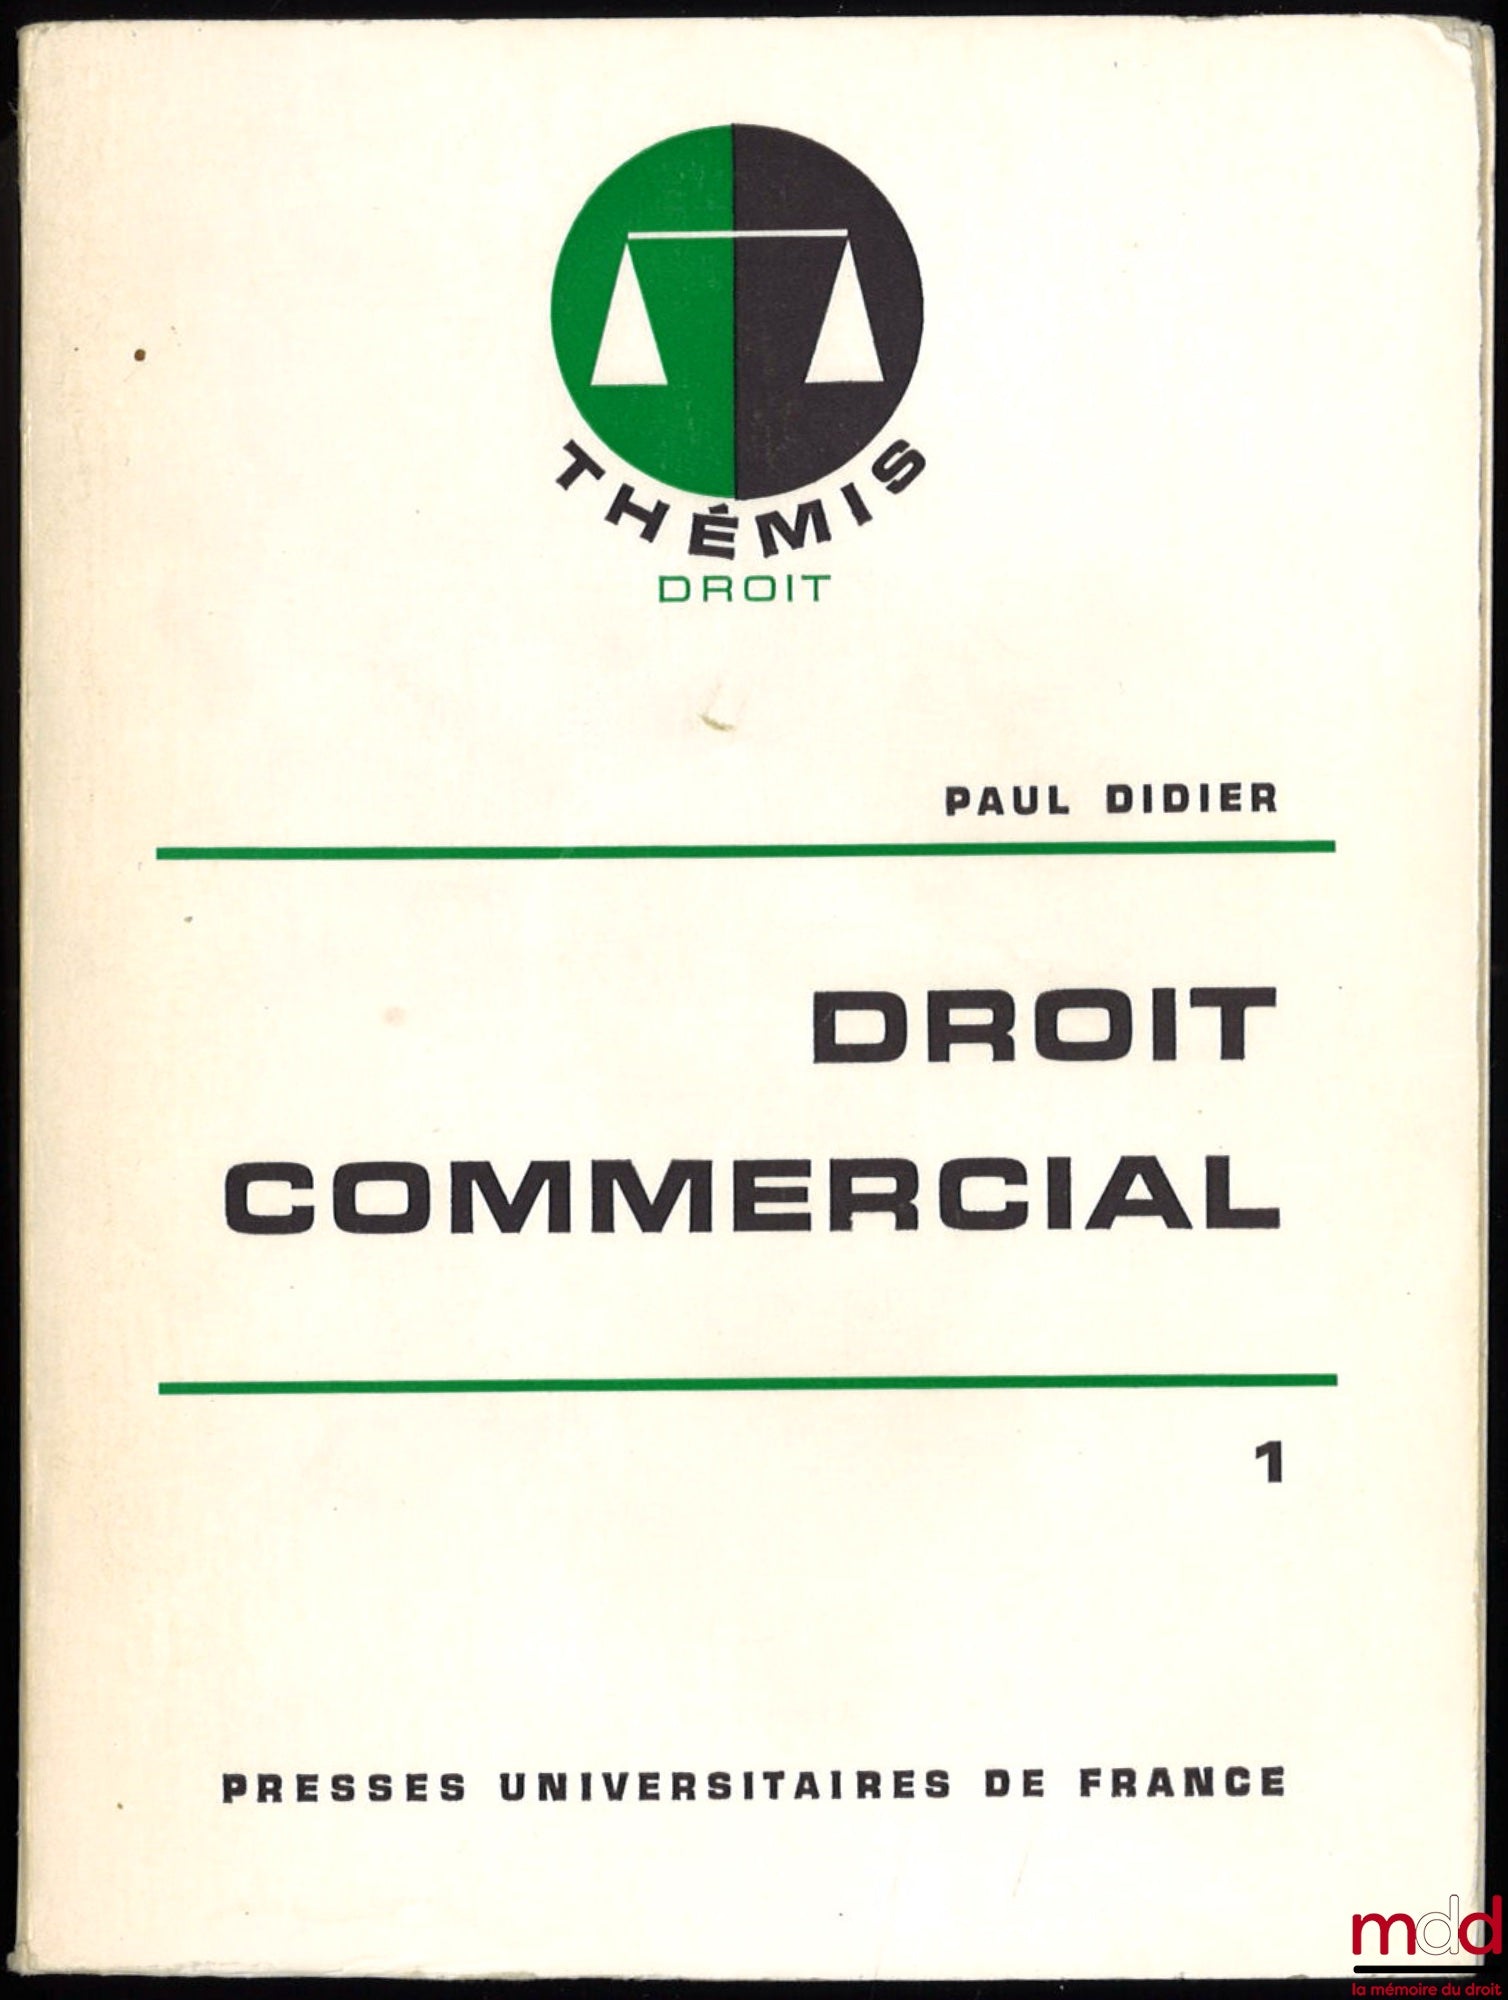 THÉMIS
DROIT
PAUL DIDIER
DROIT
COMMERCIAL
1
PRESSES UNIVERSITAIRES DE FRANCE
mdd
la mémoire du droit